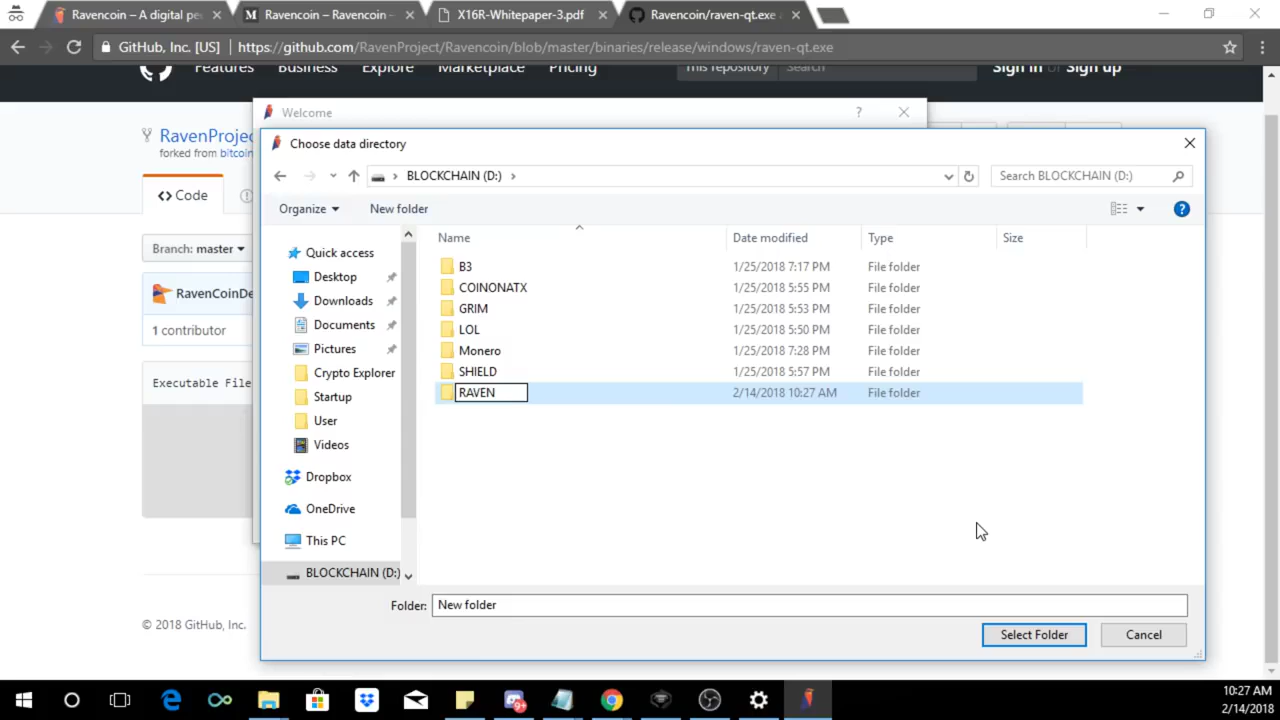 Ravencoin – A digital pe
Ravencoin – Ravencoin -
X16R-Whitepaper-3.pdf
Ravencoin/raven-qt.exe
GitHub, Inc. [US]
https://github.com/RavenProject/Ravencoin/blob/master/binaries/release/windows/raven-qt.exe
Features
Business
Explore
Marketplace
Pricing
This repository
Search
Sign in or Sign up
Welcome
?
RavenProjec
forked from bitcoin
Choose data directory
BLOCKCHAIN (D:)
Search BLOCKCHAIN (D:)
Code
Organize
New folder
?
Branch: master
Quick access
Desktop
Downloads
Documents
Pictures
Crypto Explorer
Startup
User
Videos
Dropbox
OneDrive
This PC
BLOCKCHAIN (D:)
Name Date modified Type Size
B3 1/25/2018 7:17 PM File folder
COINONATX 1/25/2018 5:55 PM File folder
GRIM 1/25/2018 5:53 PM File folder
LOL 1/25/2018 5:50 PM File folder
Monero 1/25/2018 7:28 PM File folder
SHIELD 1/25/2018 5:57 PM File folder
RAVEN 2/14/2018 10:27 AM File folder
RavenCoinDe
1 contributor
Executable File
Folder: New folder
Select Folder
Cancel
© 2018 GitHub, Inc.
10:27 AM
2/14/2018